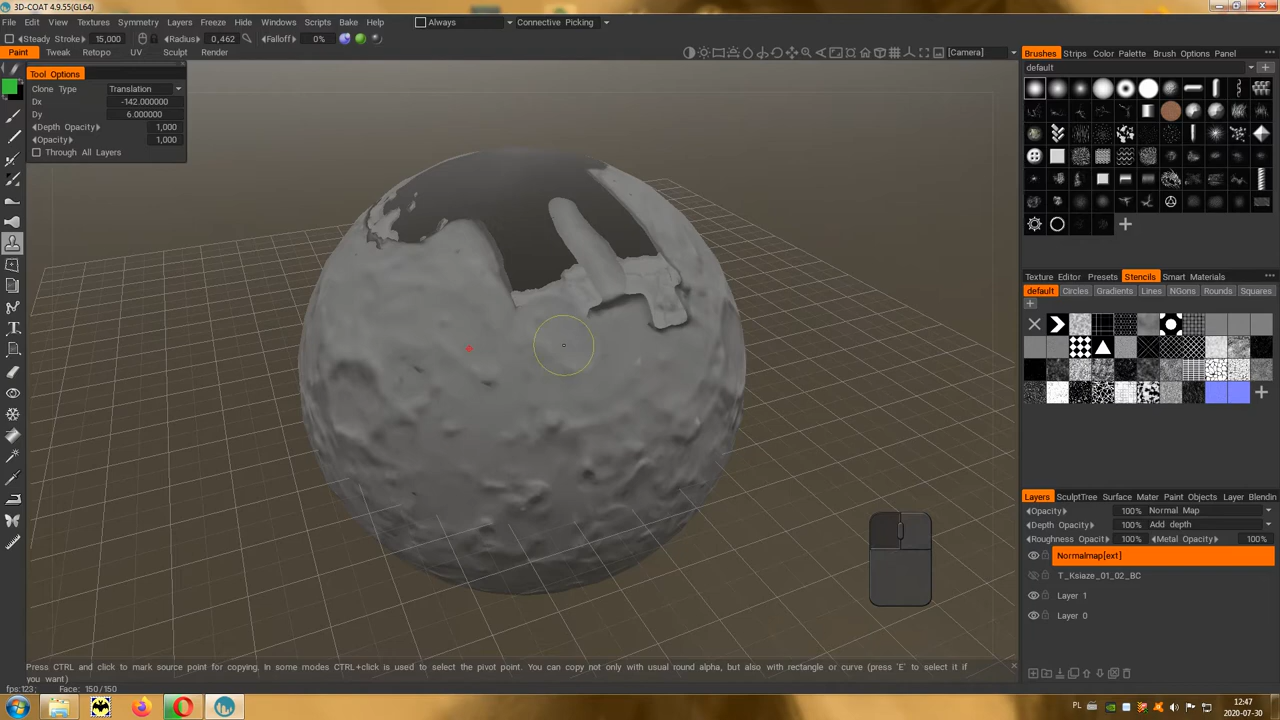 3D-COAT 4.9.55(GL64)
File Edit View Textures Symmetry Layers Freeze Hide Windows Scripts Bake Help Always Connective Picking
Steady Stroke 15,000 Radius 0,462 Falloff 0%
Paint Tweak Retopo UV Sculpt Render [Camera]
Tool Options
Clone Type Translation
Dx -142.000000
Dy 6.000000
Depth Opacity 1,000
Opacity 1,000
Through All Layers
Brushes Strips Color Palette Brush Options Panel
default
Texture Editor Presets Stencils Smart Materials
default Circles Gradients Lines NGons Rounds Squares
Layers SculptTree Surface Mater Paint Objects Layer Blendin
Opacity 100% Normal Map
Depth Opacity 100% Add depth
Roughness Opacit 100% Metal Opacity 100%
Normalmap[ext]
T_Ksiaze_01_02_BC
Layer 1
Layer 0
Press CTRL and click to mark source point for copying. In some modes CTRL+click is used to select the pivot point. You can copy not only with usual round alpha, but also with rectangle or curve (press 'E' to select it if
you want)
fps:123; Face: 150/150
PL 12:47
2020-07-30